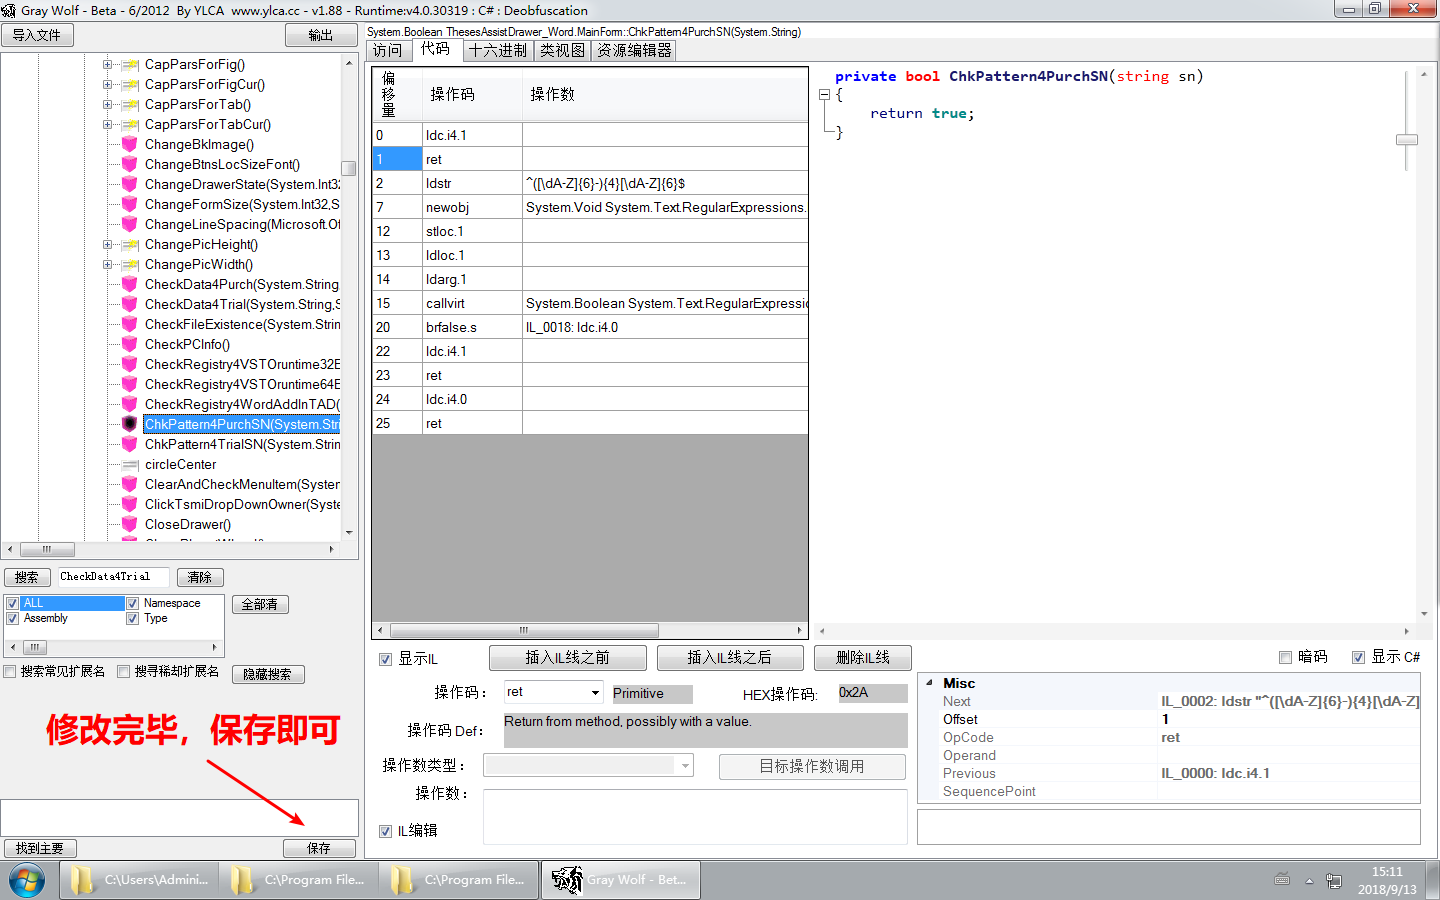 Gray Wolf - Beta - 6/2012  By YLCA  www.ylca.cc - v1.88 - Runtime:v4.0.30319 : C# : Deobfuscation
导入文件
输出
CapParsForFig()
CapParsForFigCur()
CapParsForTab()
CapParsForTabCur()
ChangeBkImage()
ChangeBtnsLocSizeFont()
ChangeDrawerState(System.Int32
ChangeFormSize(System.Int32,S
ChangeLineSpacing(Microsoft.Of
ChangePicHeight()
ChangePicWidth()
CheckData4Purch(System.String,
CheckData4Trial(System.String,S
CheckFileExistence(System.Strin
CheckPCInfo()
CheckRegistry4VSTOruntime32E
CheckRegistry4VSTOruntime64E
CheckRegistry4WordAddInTAD(
ChkPattern4PurchSN(System.Stri
ChkPattern4TrialSN(System.String
circleCenter
ClearAndCheckMenuItem(System
ClickTsmiDropDownOwner(Syste
CloseDrawer()
搜索
CheckData4Trial
清除
ALL
Namespace
Assembly
Type
全部清
搜索常见扩展名
搜寻稀却扩展名
隐藏搜索
修改完毕，保存即可
找到主要
保存
System.Boolean ThesesAssistDrawer_Word.MainForm::ChkPattern4PurchSN(System.String)
访问
代码
十六进制
类视图
资源编辑器
偏移量
操作码
操作数
0 ldc.i4.1
1 ret
2 ldstr ^([\dA-Z]{6}-){4}[\dA-Z]{6}$
7 newobj System.Void System.Text.RegularExpressions.
12 stloc.1
13 ldloc.1
14 ldarg.1
15 callvirt System.Boolean System.Text.RegularExpressio
20 brfalse.s IL_0018: ldc.i4.0
22 ldc.i4.1
23 ret
24 ldc.i4.0
25 ret
private bool ChkPattern4PurchSN(string sn)
{
return true;
}
显示IL
插入IL线之前
插入IL线之后
删除IL线
暗码
显示 C#
操作码：
ret
Primitive
HEX操作码:
0x2A
操作码 Def：
Return from method, possibly with a value.
操作数类型：
目标操作数调用
操作数：
IL编辑
Misc
Next IL_0002: ldstr "^([\dA-Z]{6}-){4}[\dA-Z]
Offset 1
OpCode ret
Operand
Previous IL_0000: ldc.i4.1
SequencePoint
C:\Users\Admini...
C:\Program File...
C:\Program File...
Gray Wolf - Bet...
15:11
2018/9/13